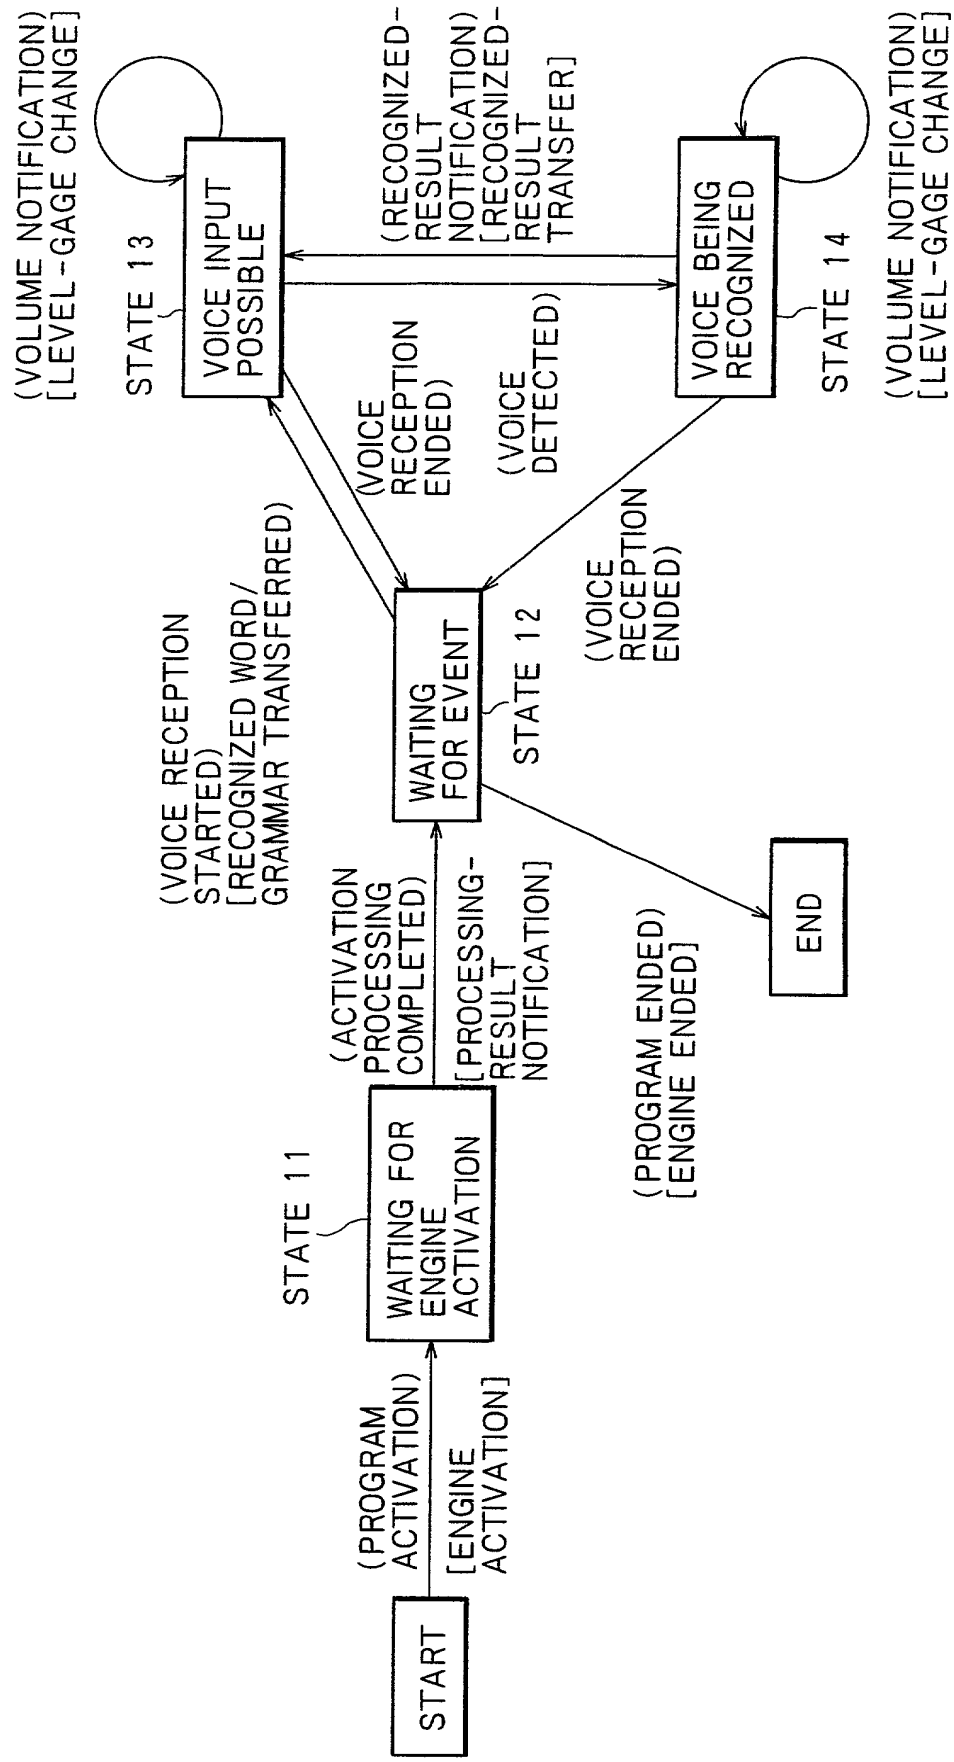 START
(PROGRAM
ACTIVATION)
[ENGINE
ACTIVATION]
STATE 11
WAITING FOR
ENGINE
ACTIVATION
(ACTIVATION
PROCESSING
COMPLETED)
[PROCESSING-
RESULT
NOTIFICATION]
WAITING
FOR EVENT
STATE 12
(PROGRAM ENDED)
[ENGINE ENDED]
END
(VOICE RECEPTION
STARTED)
[RECOGNIZED WORD/
GRAMMAR TRANSFERRED)
(VOICE
RECEPTION
ENDED)
(VOLUME NOTIFICATION)
[LEVEL-GAGE CHANGE]
STATE 13
VOICE INPUT
POSSIBLE
(RECOGNIZED-
RESULT
NOTIFICATION)
[RECOGNIZED-
RESULT
TRANSFER]
(VOICE
DETECTED)
(VOICE
RECEPTION
ENDED)
VOICE BEING
RECOGNIZED
STATE 14
(VOLUME NOTIFICATION)
[LEVEL-GAGE CHANGE]